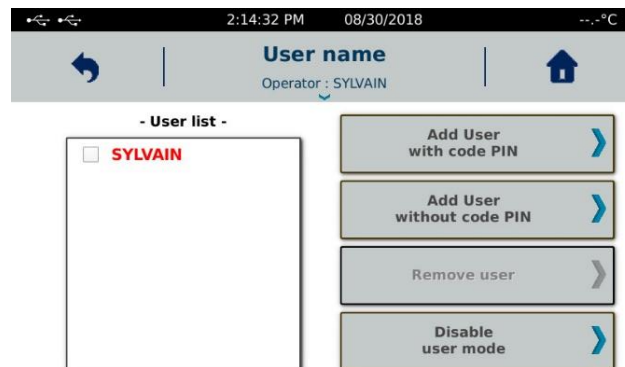 2:14:32 PM 08/30/2018 --.-°C
User name
Operator : SYLVAIN
- User list -
SYLVAIN
Add User
with code PIN
Add User
without code PIN
Remove user
Disable
user mode